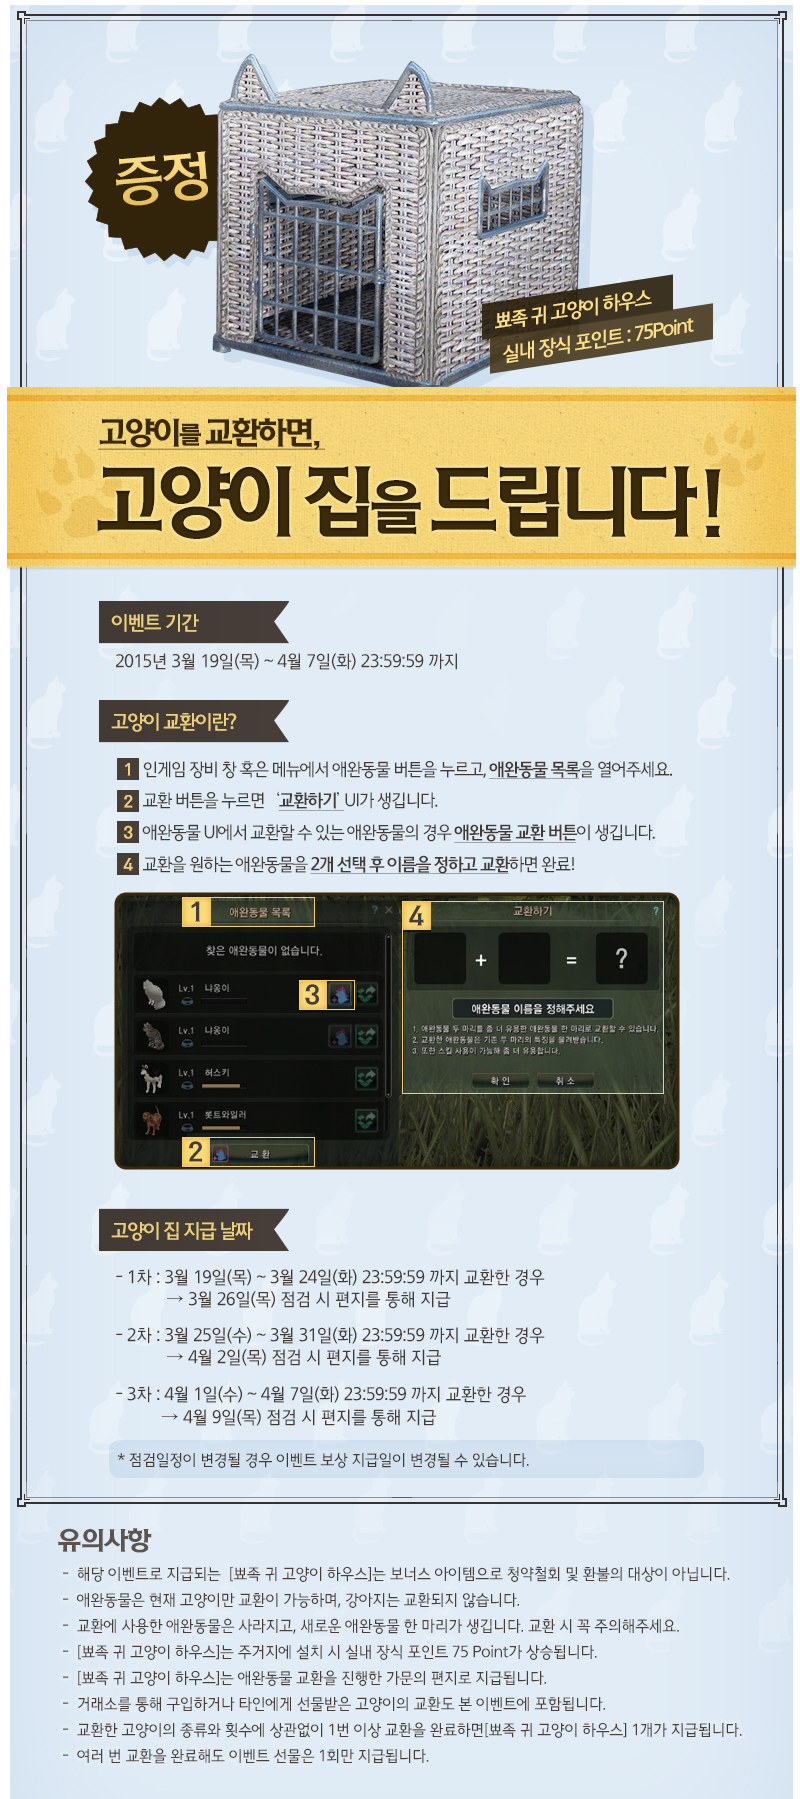 증정
뾰족 귀 고양이 하우스
실내 장식 포인트 : 75Point
고양이를 교환하면,
고양이 집을 드립니다!
이벤트 기간
2015년 3월 19일(목) ~ 4월 7일(화) 23:59:59 까지
고양이 교환이란?
1 인게임 장비 창 혹은 메뉴에서 애완동물 버튼을 누르고, 애완동물 목록을 열어주세요.
2 교환 버튼을 누르면 '교환하기' UI가 생깁니다.
3 애완동물 UI에서 교환할 수 있는 애완동물의 경우 애완동물 교환 버튼이 생깁니다.
4 교환을 원하는 애완동물을 2개 선택 후 이름을 정하고 교환하면 완료!
1 애완동물 목록 ? ×
찾은 애완동물이 없습니다.
Lv.1 냐옹이
3
Lv.1 냐옹이
Lv.1 허스키
Lv.1 롯트와일러
2 교 환
4 교환하기 ?
+ = ?
애완동물 이름을 정해주세요
1. 애완동물 두 마리를 좀 더 유용한 애완동물 한 마리로 교환할 수 있습니다.
2. 교환한 애완동물은 기존 두 마리의 특징을 물려받습니다.
3. 또한 스킬 사용이 가능해 좀 더 유용합니다.
확 인 취 소
고양이 집 지급 날짜
- 1차 : 3월 19일(목) ~ 3월 24일(화) 23:59:59 까지 교환한 경우
→ 3월 26일(목) 점검 시 편지를 통해 지급
- 2차 : 3월 25일(수) ~ 3월 31일(화) 23:59:59 까지 교환한 경우
→ 4월 2일(목) 점검 시 편지를 통해 지급
- 3차 : 4월 1일(수) ~ 4월 7일(화) 23:59:59 까지 교환한 경우
→ 4월 9일(목) 점검 시 편지를 통해 지급
* 점검일정이 변경될 경우 이벤트 보상 지급일이 변경될 수 있습니다.
유의사항
- 해당 이벤트로 지급되는 [뾰족 귀 고양이 하우스]는 보너스 아이템으로 청약철회 및 환불의 대상이 아닙니다.
- 애완동물은 현재 고양이만 교환이 가능하며, 강아지는 교환되지 않습니다.
- 교환에 사용한 애완동물은 사라지고, 새로운 애완동물 한 마리가 생깁니다. 교환 시 꼭 주의해주세요.
- [뾰족 귀 고양이 하우스]는 주거지에 설치 시 실내 장식 포인트 75 Point가 상승됩니다.
- [뾰족 귀 고양이 하우스]는 애완동물 교환을 진행한 가문의 편지로 지급됩니다.
- 거래소를 통해 구입하거나 타인에게 선물받은 고양이의 교환도 본 이벤트에 포함됩니다.
- 교환한 고양이의 종류와 횟수에 상관없이 1번 이상 교환을 완료하면[뾰족 귀 고양이 하우스] 1개가 지급됩니다.
- 여러 번 교환을 완료해도 이벤트 선물은 1회만 지급됩니다.